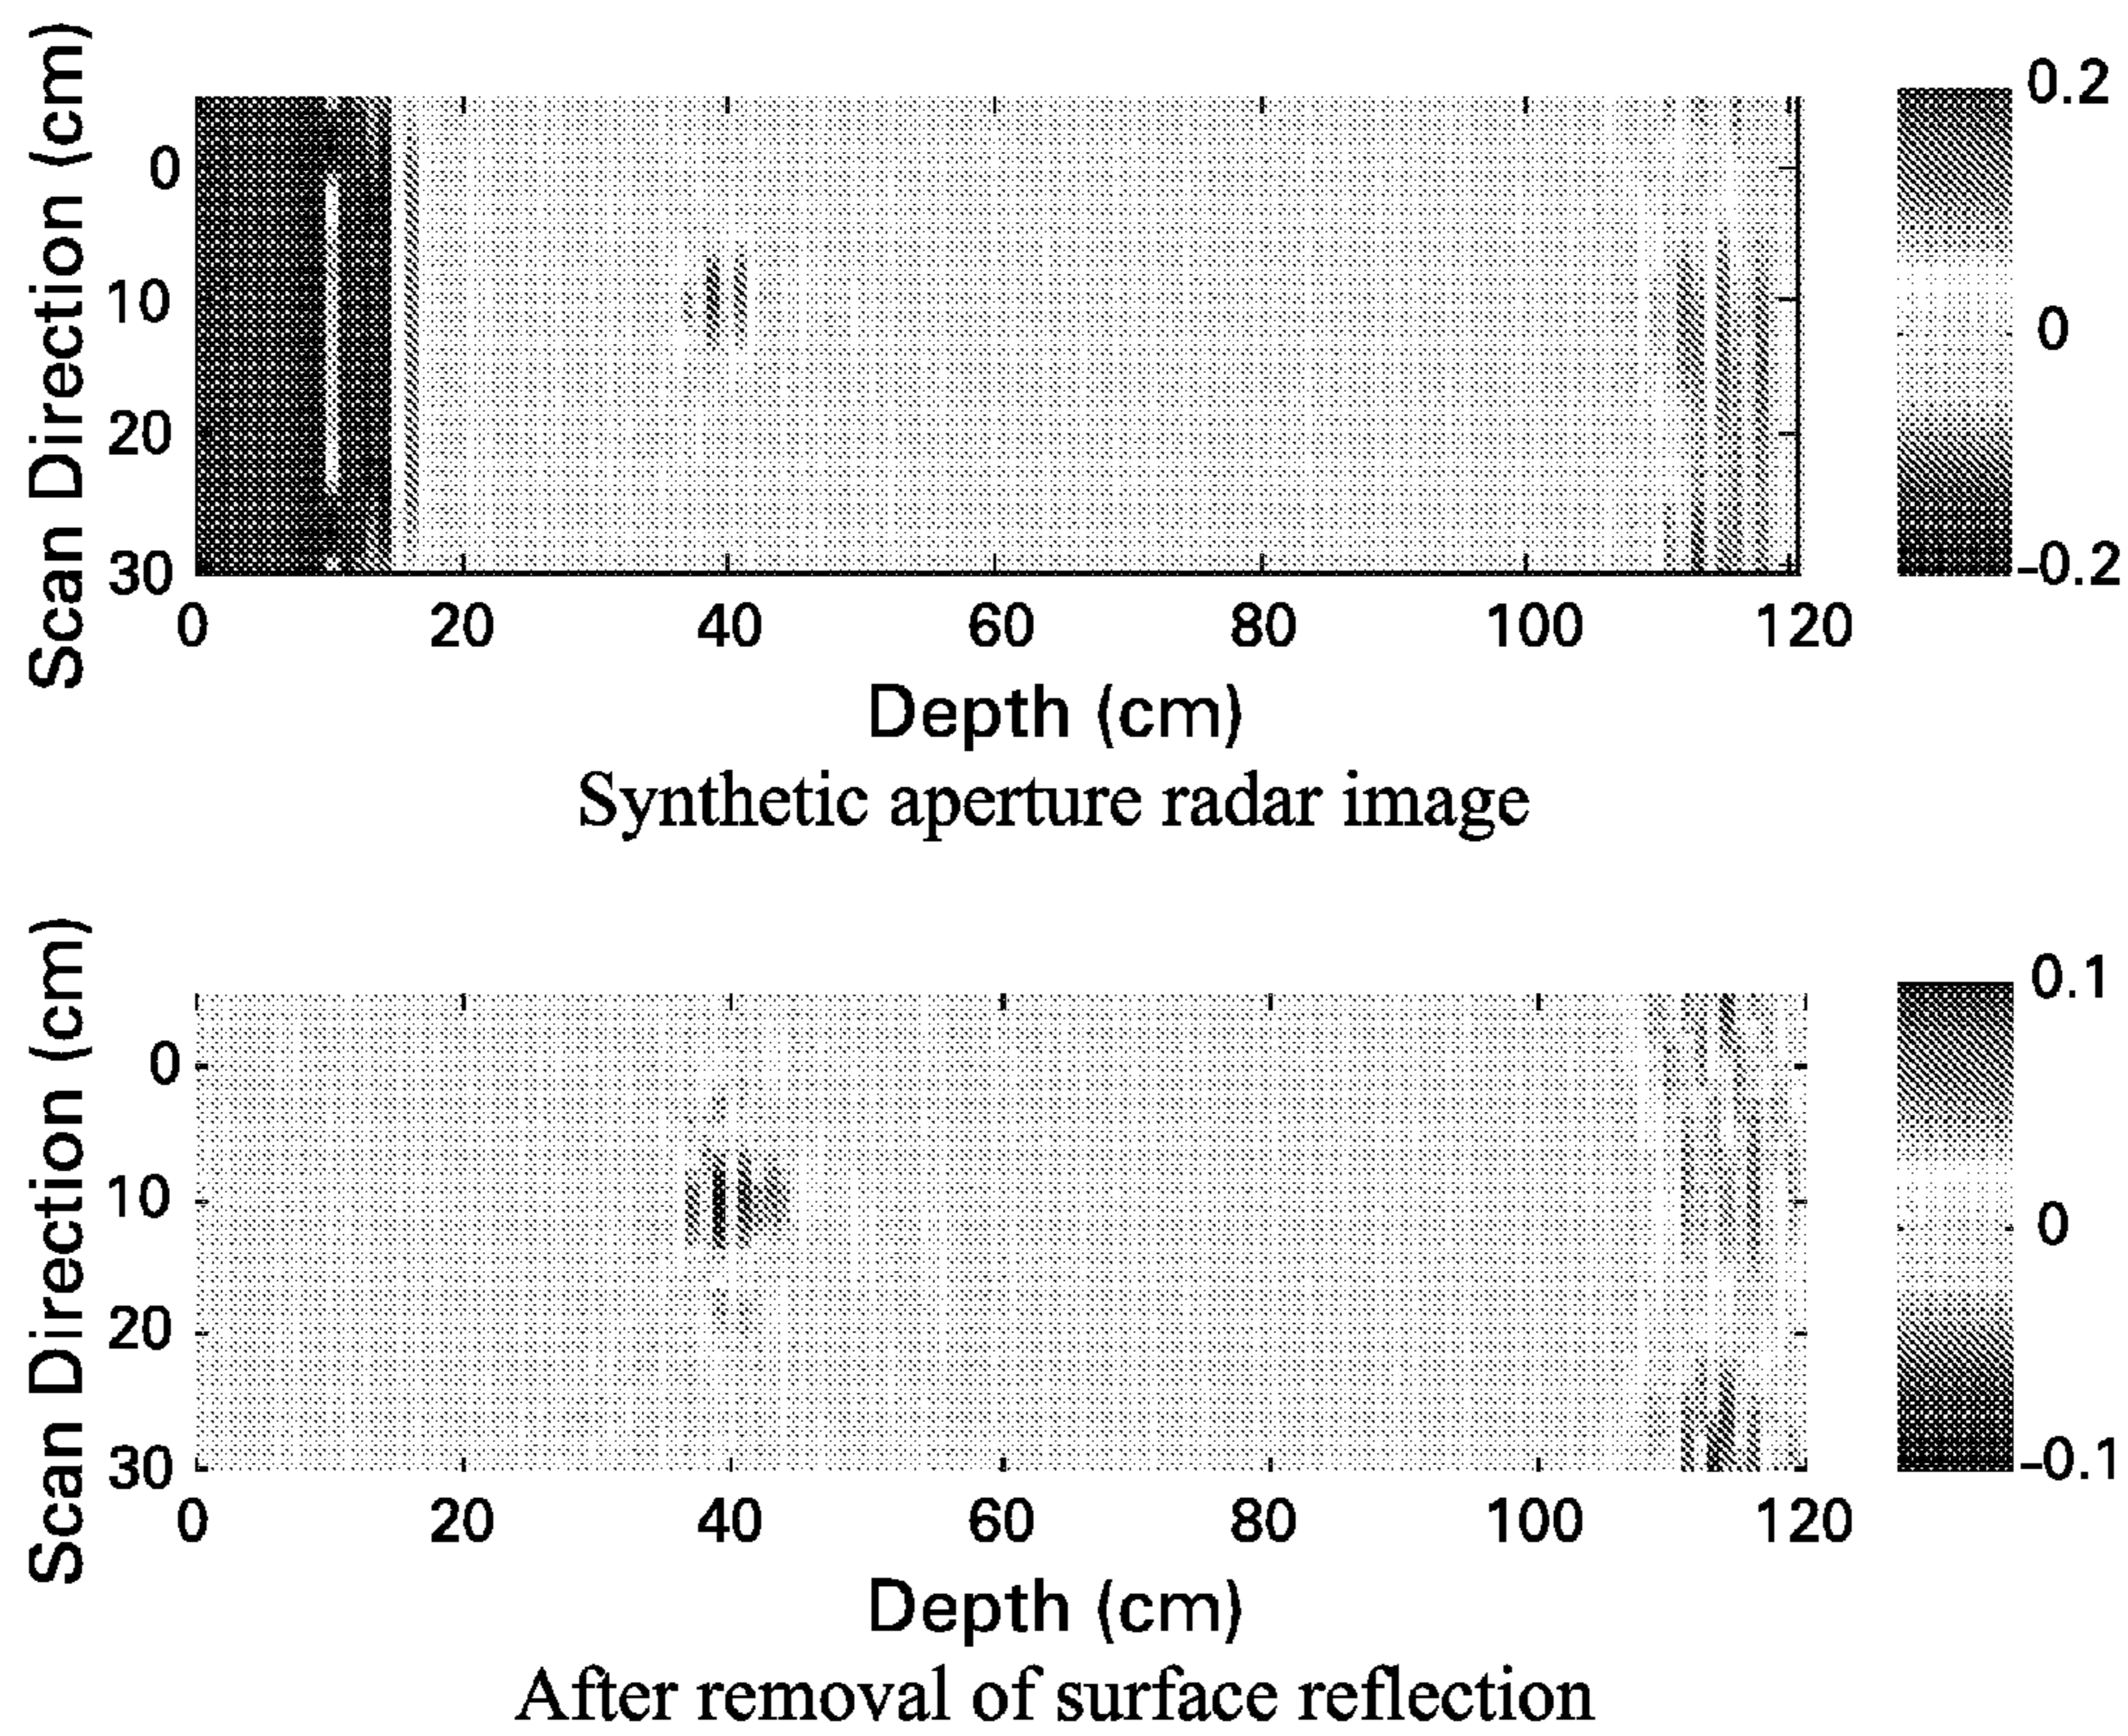 Scan Direction (cm)
0
10
20
30
0 20 40 60 80 100 120
Depth (cm)
0.2
0
-0.2
Synthetic aperture radar image
Scan Direction (cm)
0
10
20
30
0 20 40 60 80 100 120
Depth (cm)
0.1
0
-0.1
After removal of surface reflection